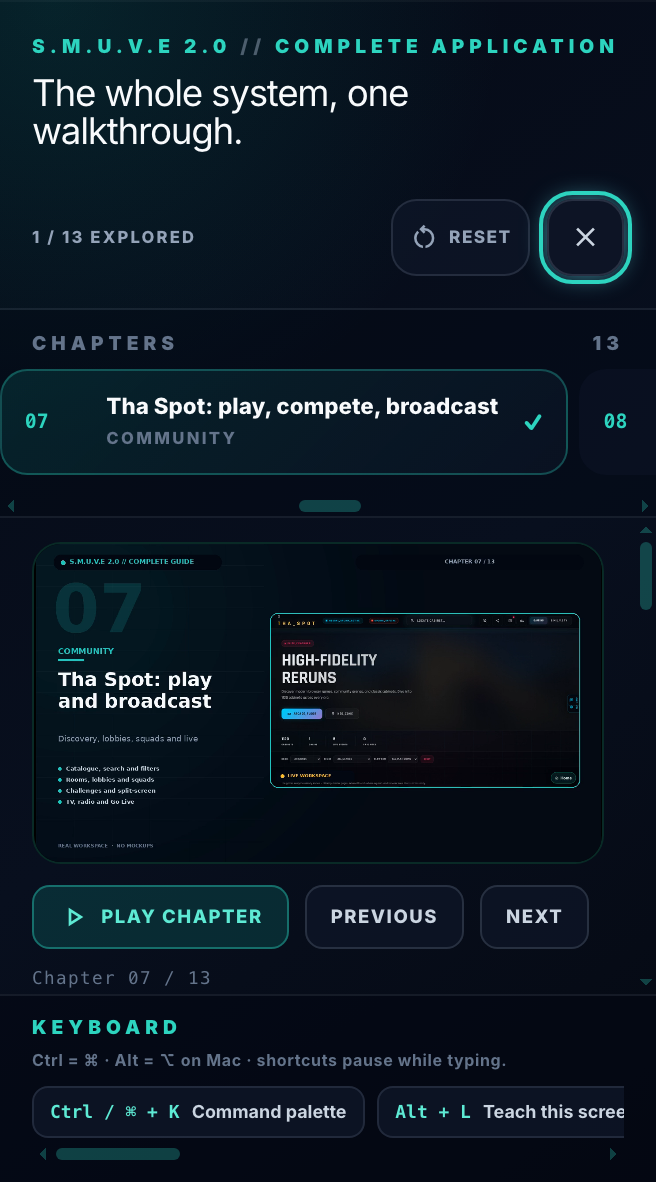 S.M.U.V.E 2.0 // COMPLETE APPLICATION
The whole system, one
walkthrough.
1 / 13 EXPLORED
RESET
CHAPTERS
13
07
Tha Spot: play, compete, broadcast
COMMUNITY
08
S.M.U.V.E 2.0 // COMPLETE GUIDE
CHAPTER 07 / 13
07
COMMUNITY
Tha Spot: play
and broadcast
Discovery, lobbies, squads and live
Catalogue, search and filters
Rooms, lobbies and squads
Challenges and split-screen
TV, radio and Go Live
REAL WORKSPACE · NO MOCKUPS
THA_SPOT
HIGH-FIDELITY
RERUNS
LIVE WORKSPACE
Home
PLAY CHAPTER
PREVIOUS
NEXT
Chapter 07 / 13
KEYBOARD
Ctrl = ⌘ · Alt = ⌥ on Mac · shortcuts pause while typing.
Ctrl / ⌘ + K Command palette
Alt + L Teach this scree